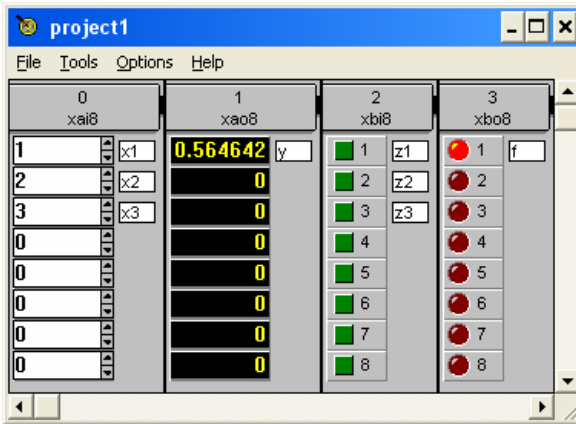 project1
File Tools Options Help
0 1 2 3
xai8 xao8 xbi8 xbo8
1 x1 0.564642 y 1 z1 1 f
2 x2 0 2 z2 2
3 x3 0 3 z3 3
0 0 4 4
0 0 5 5
0 0 6 6
0 0 7 7
0 0 8 8